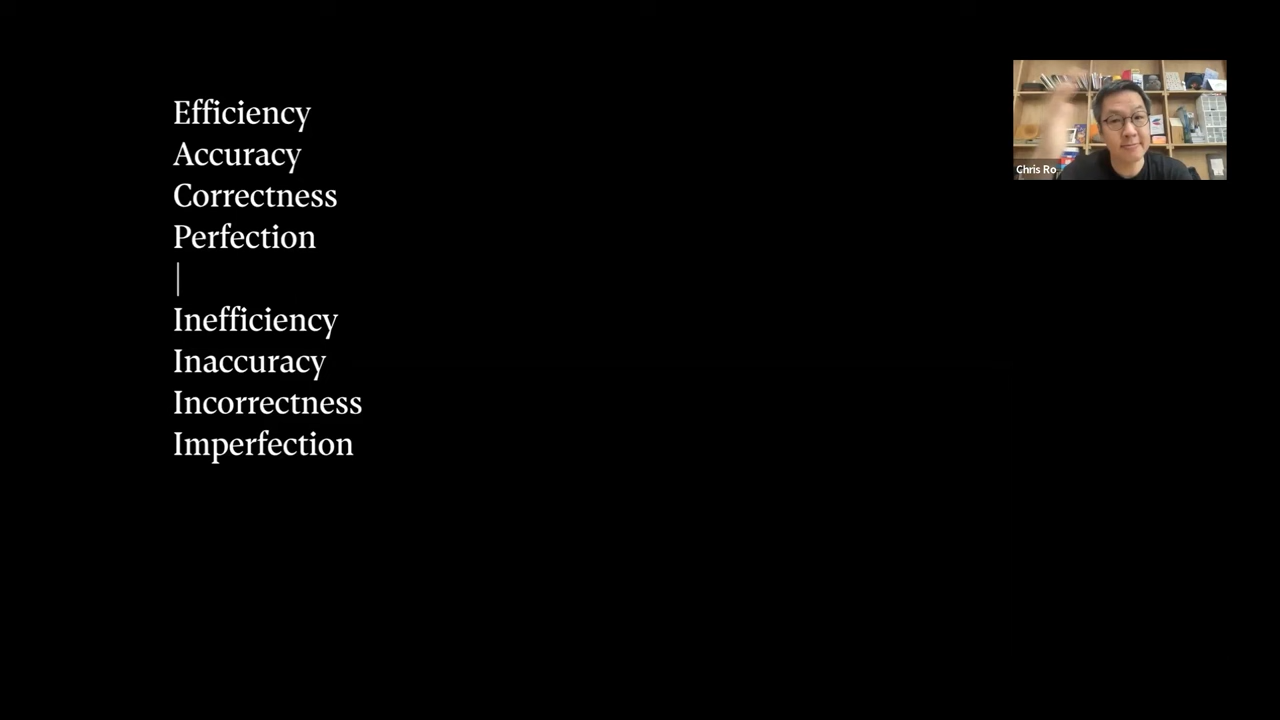 Efficiency
Accuracy
Correctness
Perfection
|
Inefficiency
Inaccuracy
Incorrectness
Imperfection
Chris Ro